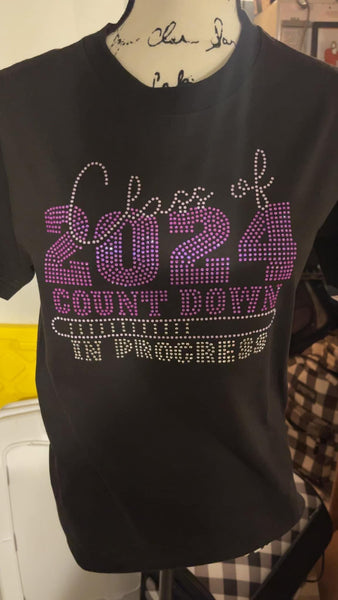 Class of
2024
COUNT DOWN
IN PROGRESS